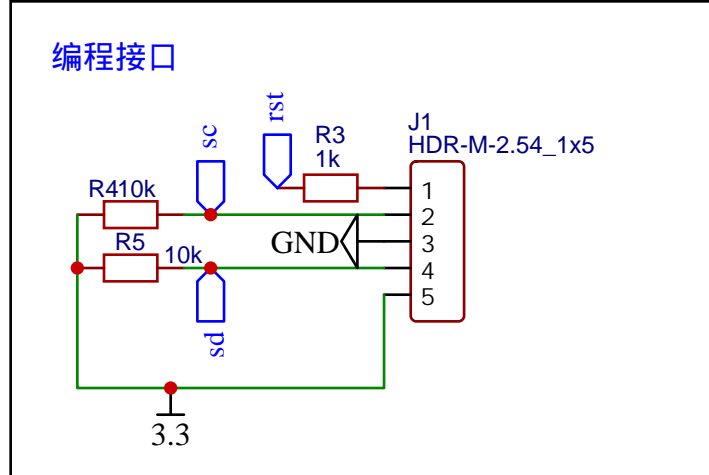 编程接口
rst
sc
R3
1k
J1
HDR-M-2.54_1x5
R410k
R5
10k
GND
1
2
3
4
5
sd
3.3